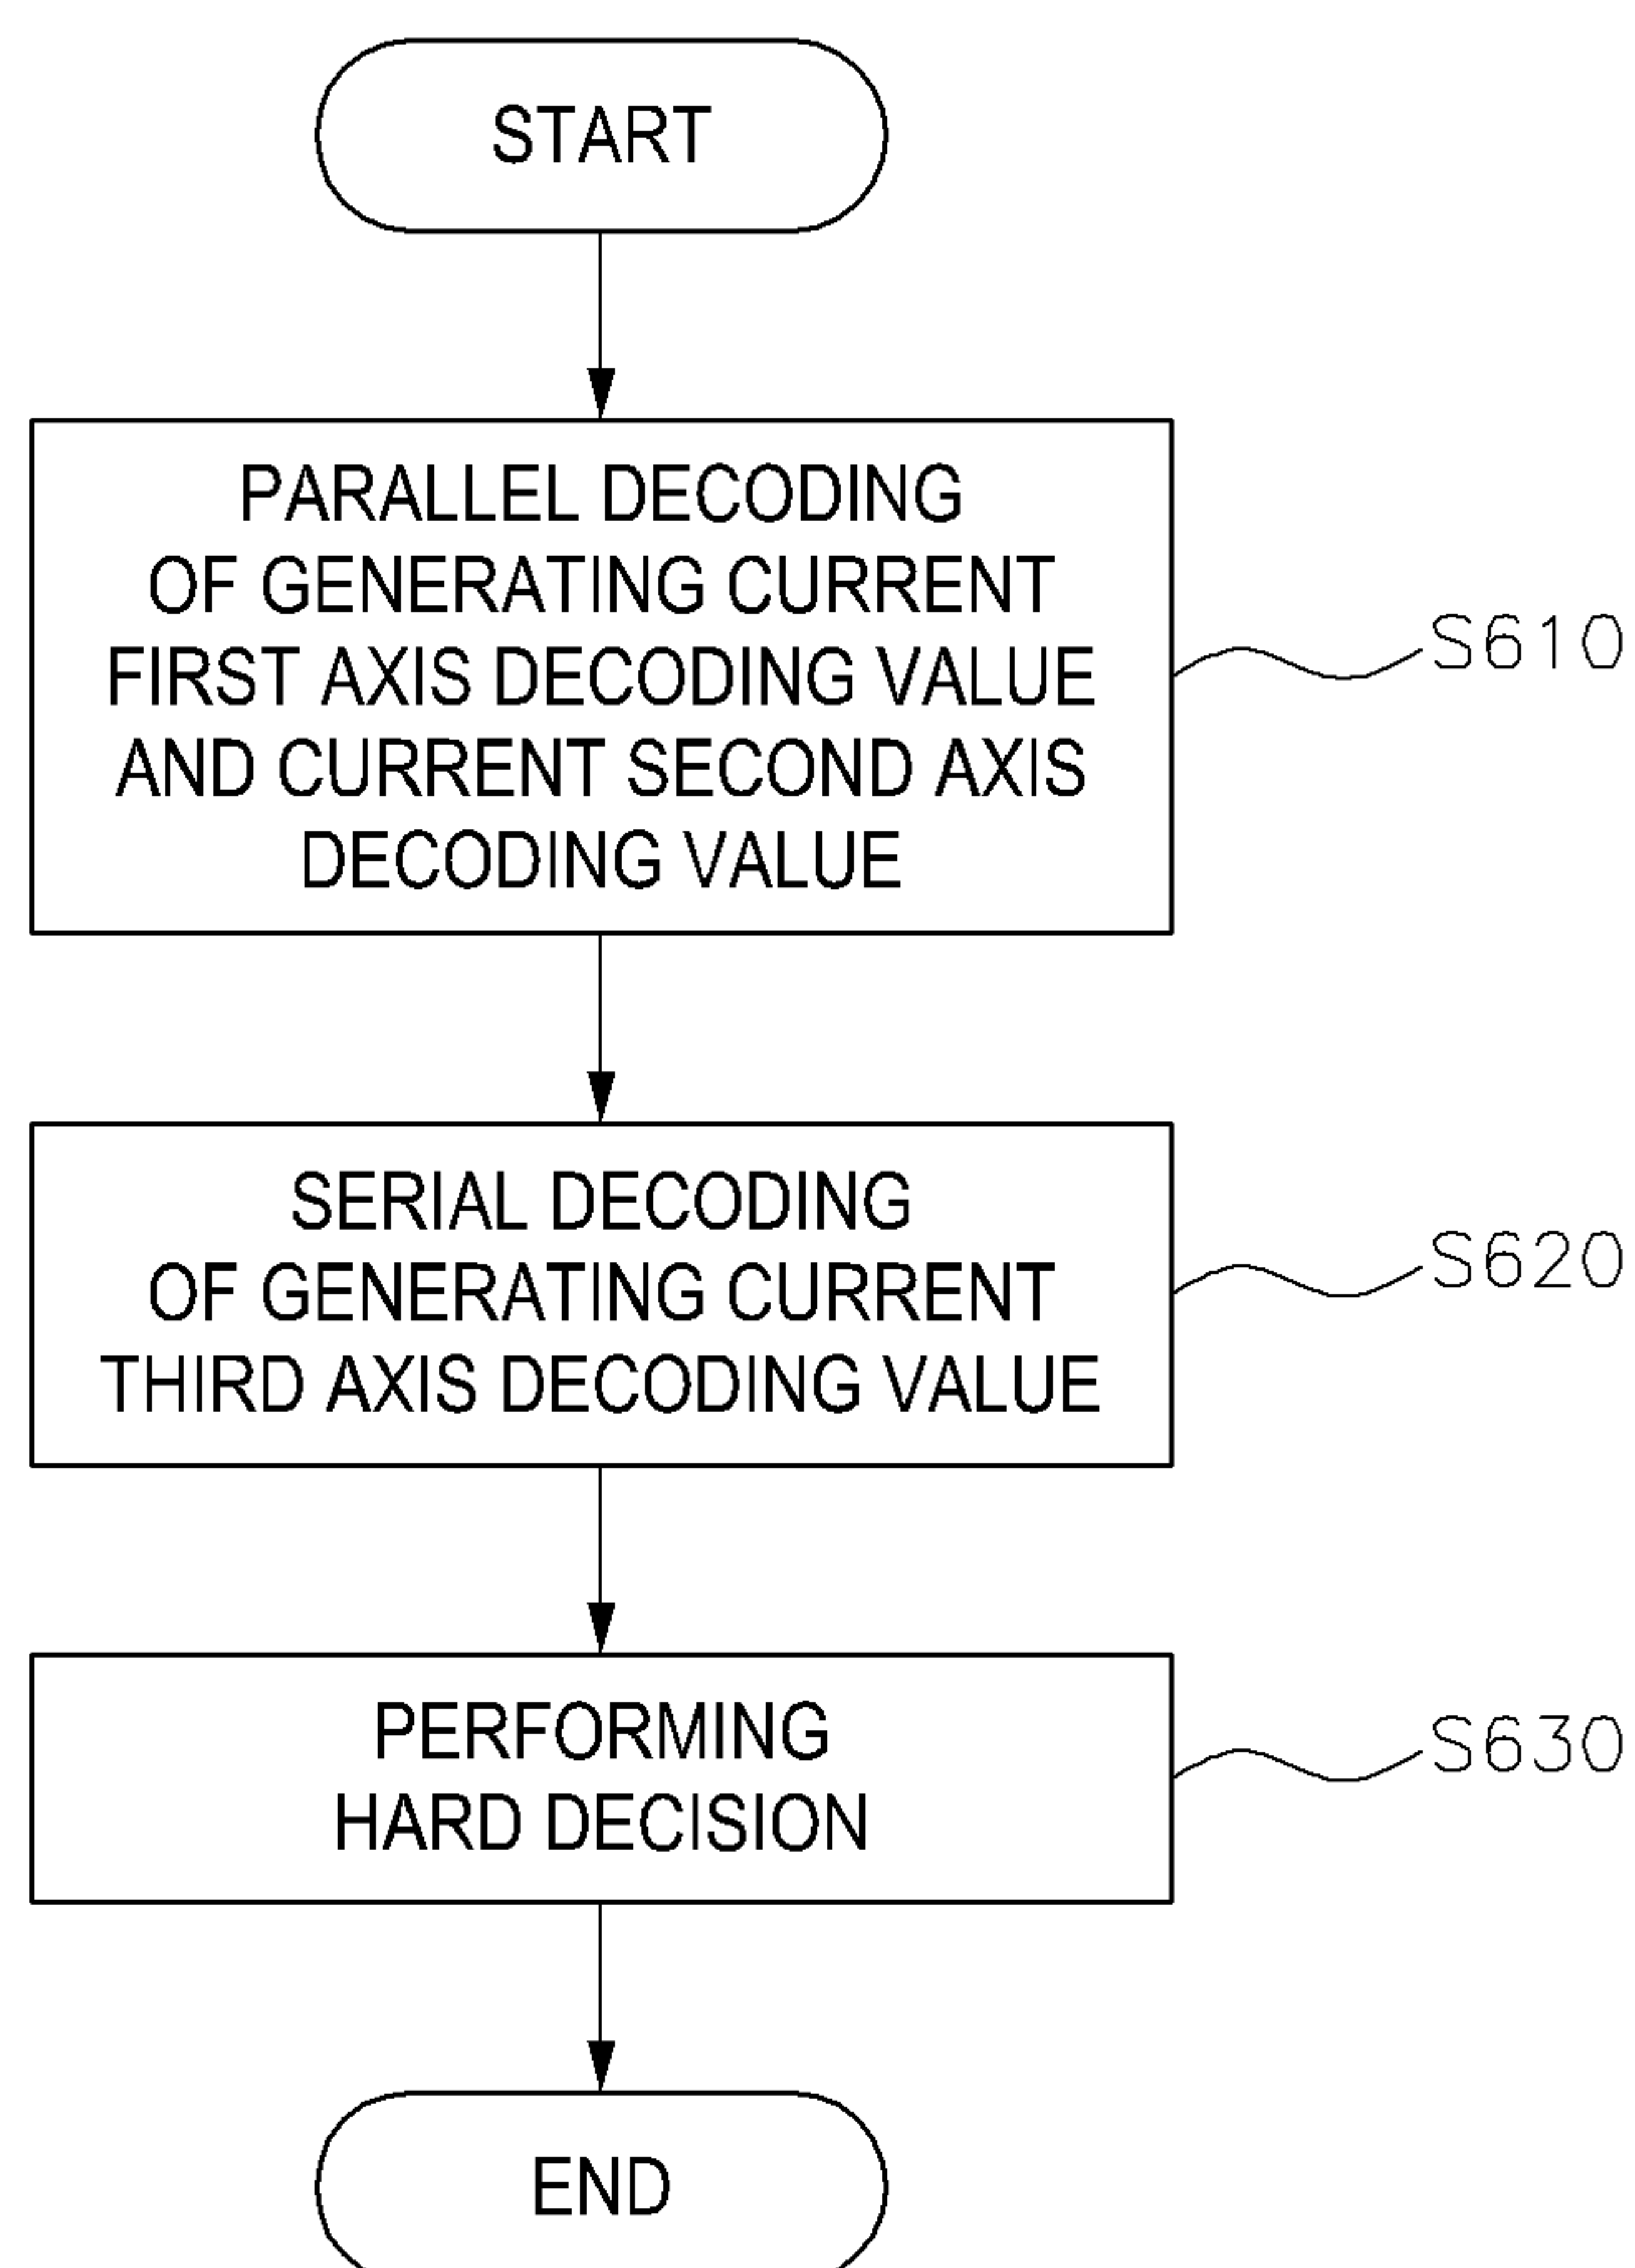 START
PARALLEL DECODING
OF GENERATING CURRENT
FIRST AXIS DECODING VALUE
AND CURRENT SECOND AXIS
DECODING VALUE
S610
SERIAL DECODING
OF GENERATING CURRENT
THIRD AXIS DECODING VALUE
S620
PERFORMING
HARD DECISION
S630
END